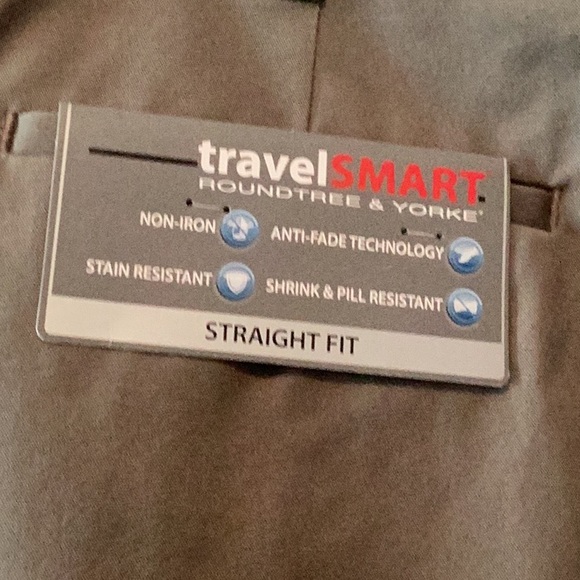 travelSMART
ROUNDTREE & YORKE®
NON-IRON
ANTI-FADE TECHNOLOGY
STAIN RESISTANT
SHRINK & PILL RESISTANT
STRAIGHT FIT